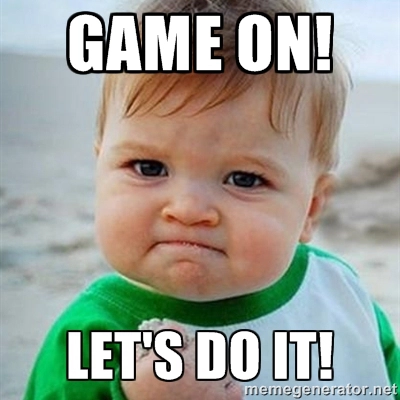 GAME ON!
LET'S DO IT!
memegenerator.net